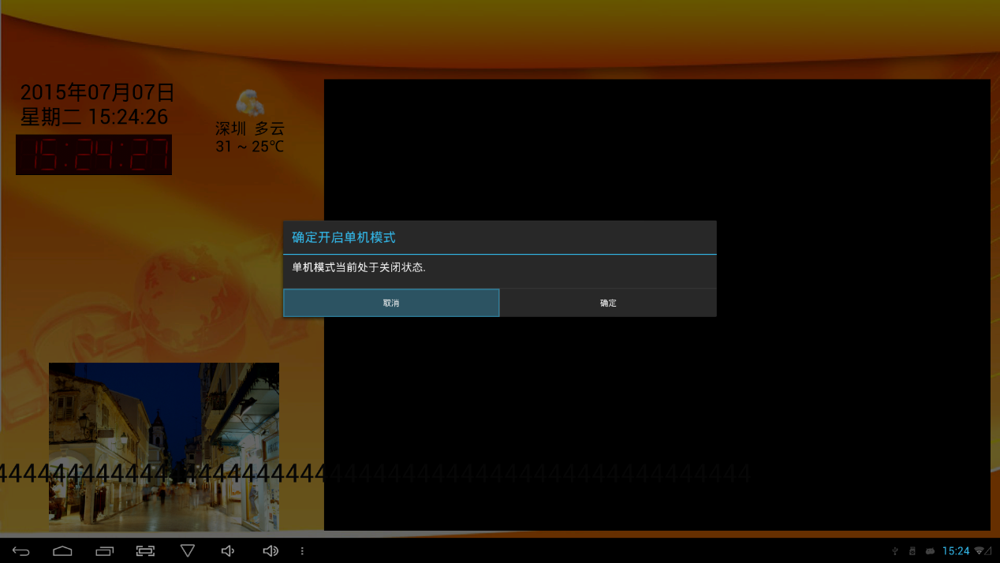 2015年07月07日
星期二 15:24:26
15:24:27
深圳 多云
31 ~ 25℃
确定开启单机模式
单机模式当前处于关闭状态.
取消
确定
15:24